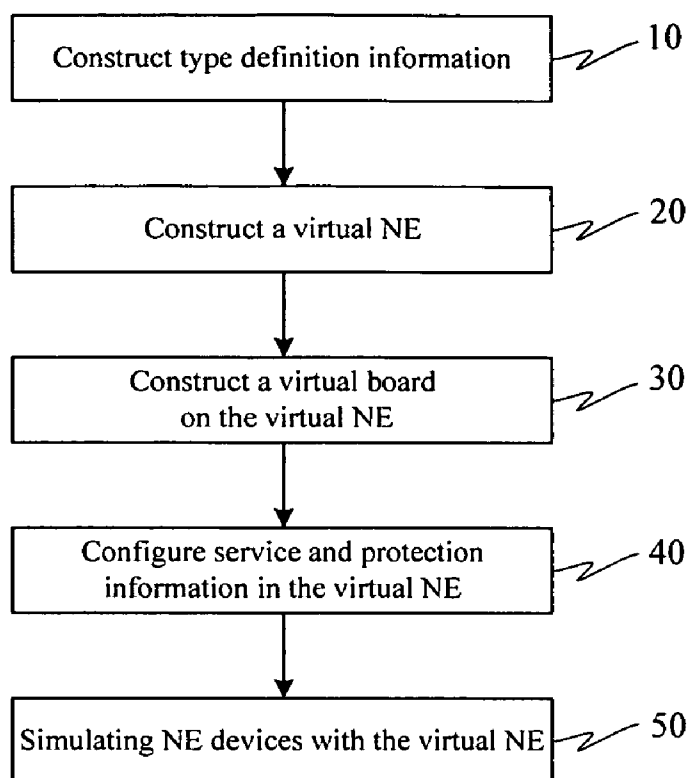 Construct type definition information
10
Construct a virtual NE
20
Construct a virtual board
on the virtual NE
30
Configure service and protection
information in the virtual NE
40
Simulating NE devices with the virtual NE
50